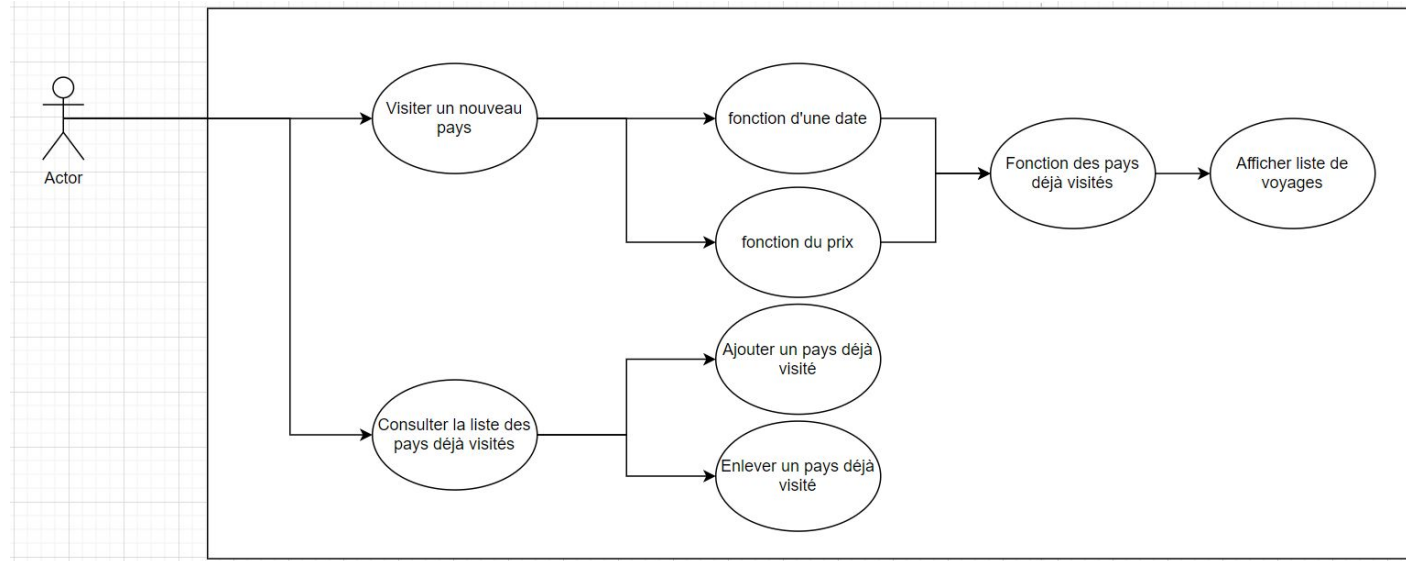 Actor
Visiter un nouveau
pays
fonction d'une date
fonction du prix
Fonction des pays
déjà visités
Afficher liste de
voyages
Consulter la liste des
pays déjà visités
Ajouter un pays déjà
visité
Enlever un pays déjà
visité